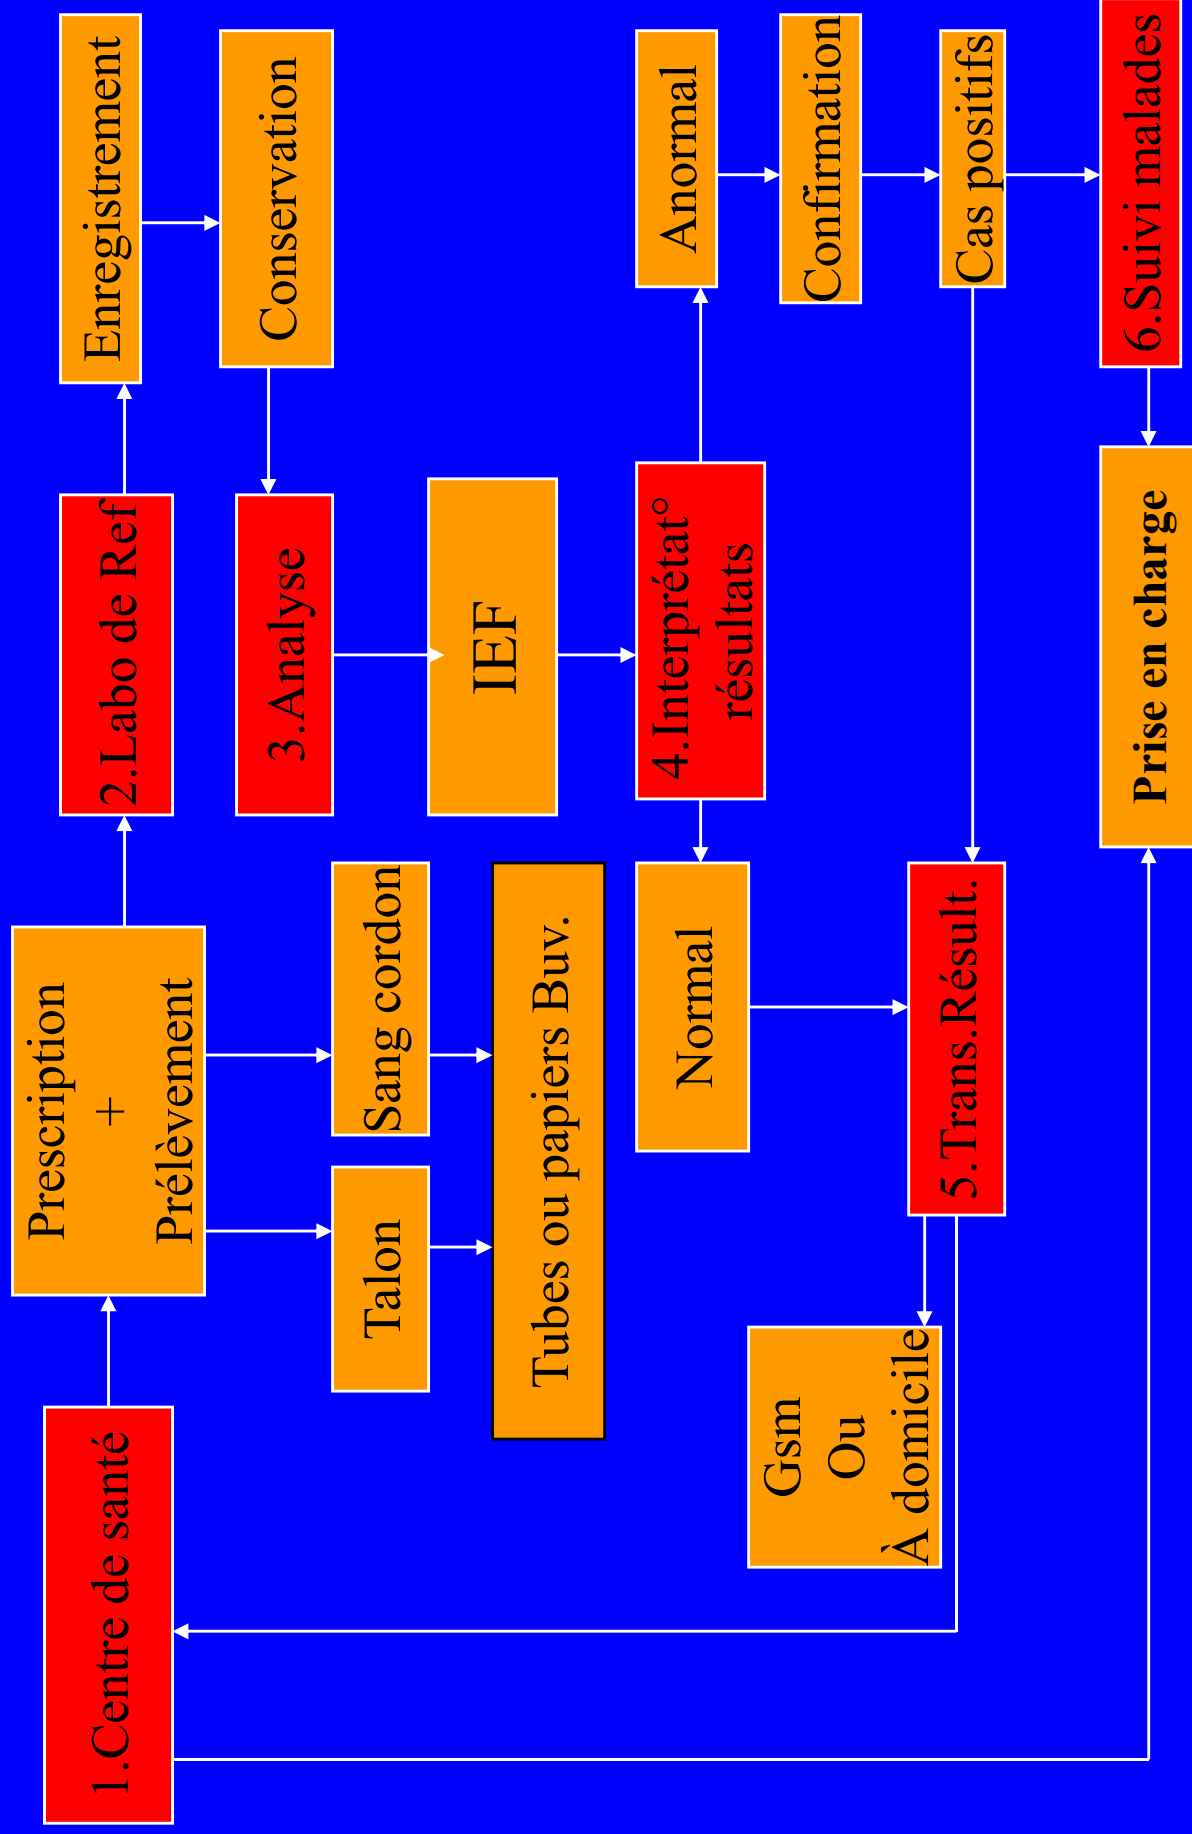 1.Centre de santé
Prescription
+
Prélèvement
2.Labo de Ref
Enregistrement
Conservation
Talon
Sang cordon
3.Analyse
Tubes ou papiers Buv.
IEF
Normal
4.Interprétat°
résultats
Anormal
Confirmation
Gsm
Ou
À domicile
5.Trans.Résult.
Cas positifs
Prise en charge
6.Suivi malades